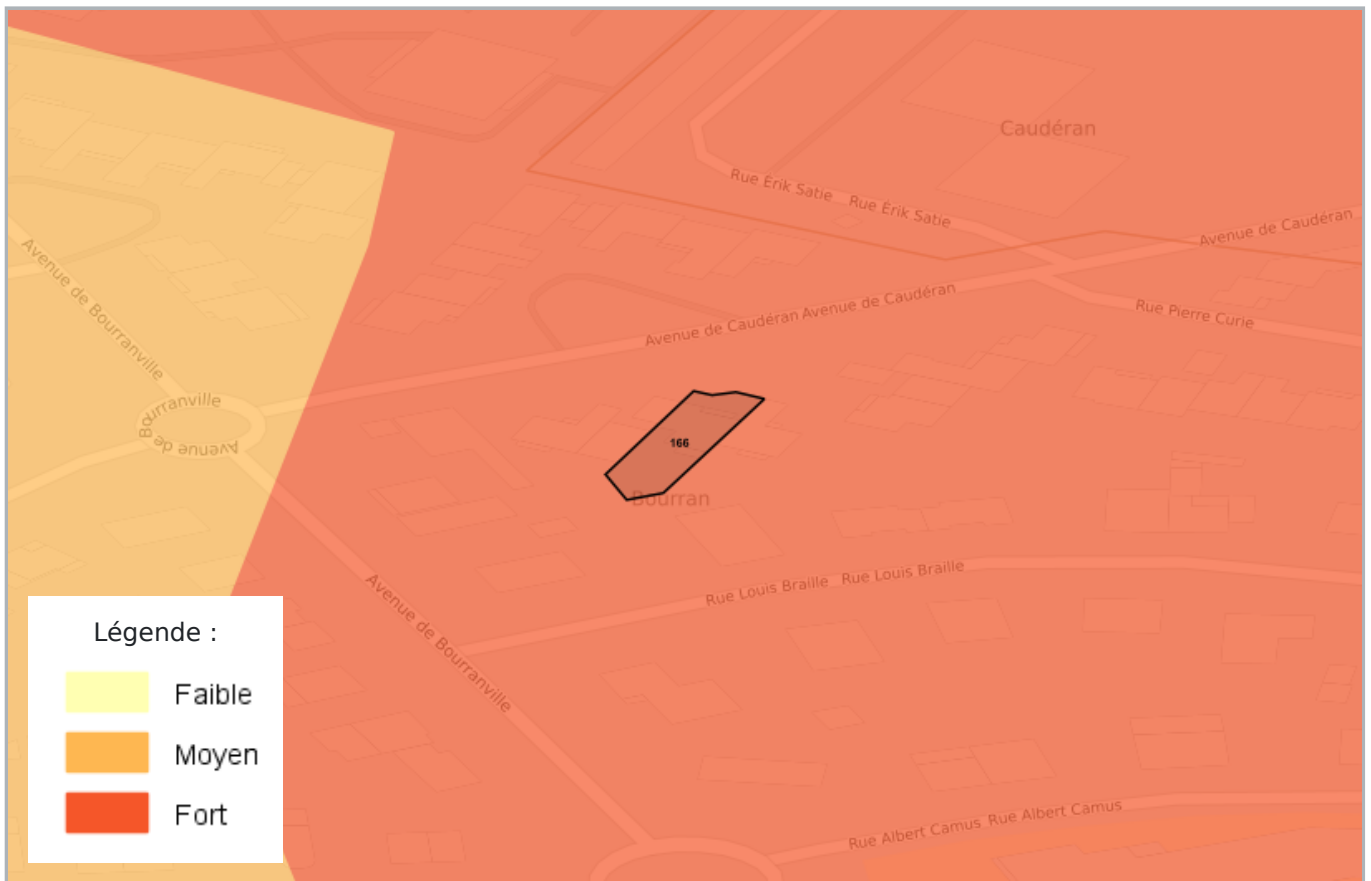 Caudéran
Rue Érik Satie
Rue Érik Satie
Avenue de Caudéran
Avenue de Bourranville
Avenue de Caudéran
Avenue de Caudéran
Rue Pierre Curie
Bourranville
Avenue de
166
Bourran
Rue Louis Braille
Rue Louis Braille
Avenue de Bourranville
Légende :
Faible
Moyen
Fort
Rue Albert Camus
Rue Albert Camus